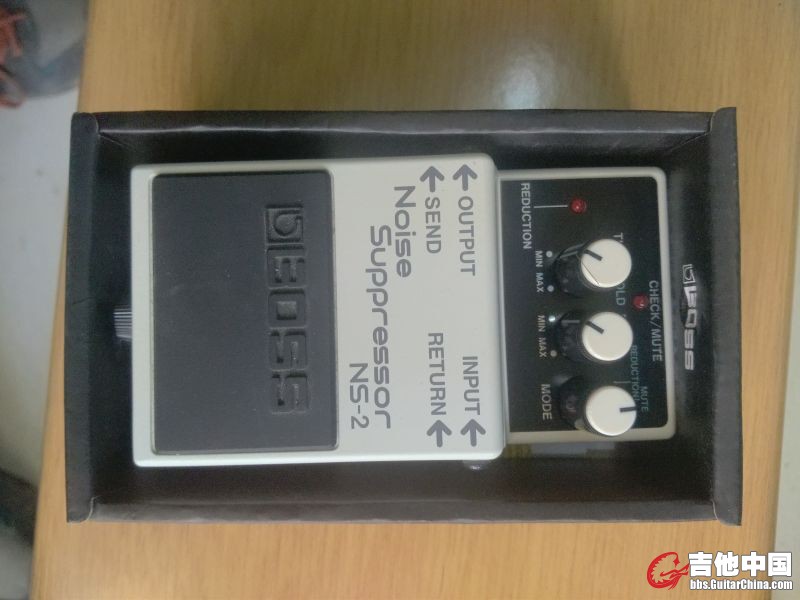 BOSS
CHECK/MUTE
MUTE
REDUCTION
REDUCTION
MIN MAX
MIN MAX
MODE
OUTPUT
INPUT
SEND
RETURN
Noise
Suppressor
NS-2
BOSS
吉他中国
bbs.GuitarChina.com